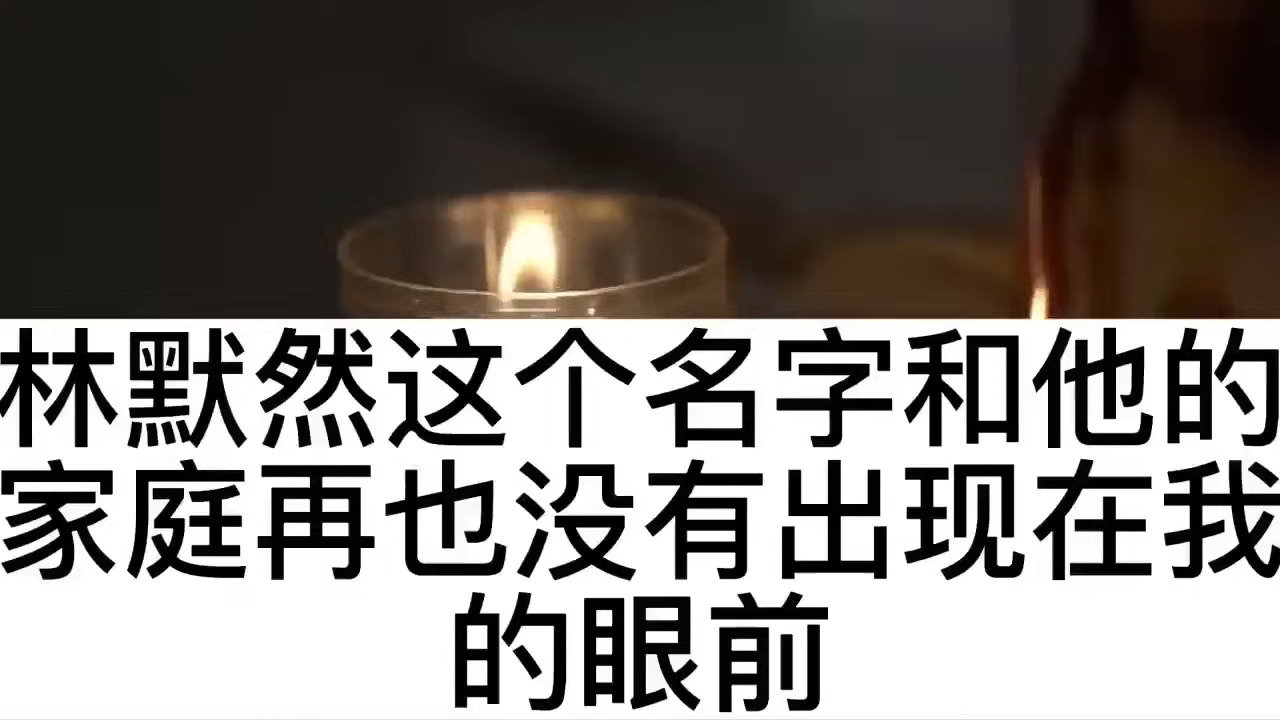 林默然这个名字和他的
家庭再也没有出现在我
的眼前